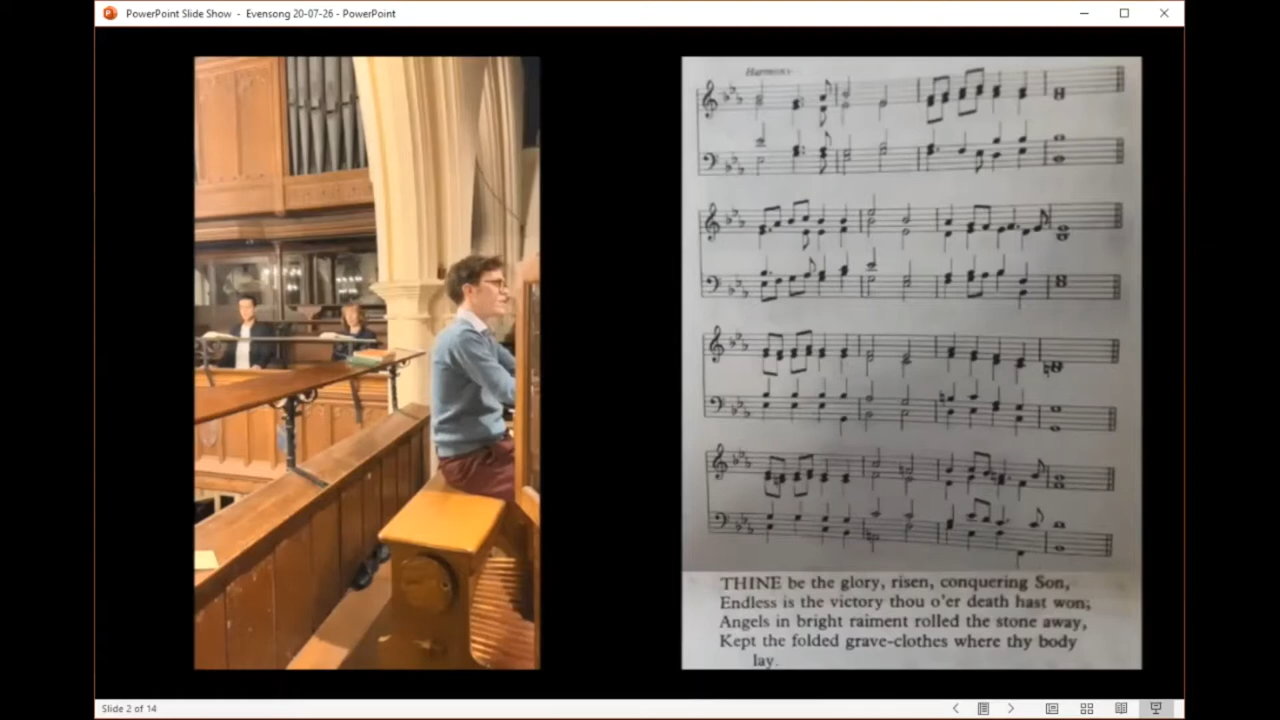 PowerPoint Slide Show - Evensong 20-07-26 - PowerPoint
Harmony
THINE be the glory, risen, conquering Son,
Endless is the victory thou o'er death hast won;
Angels in bright raiment rolled the stone away,
Kept the folded grave-clothes where thy body
lay.
Slide 2 of 14